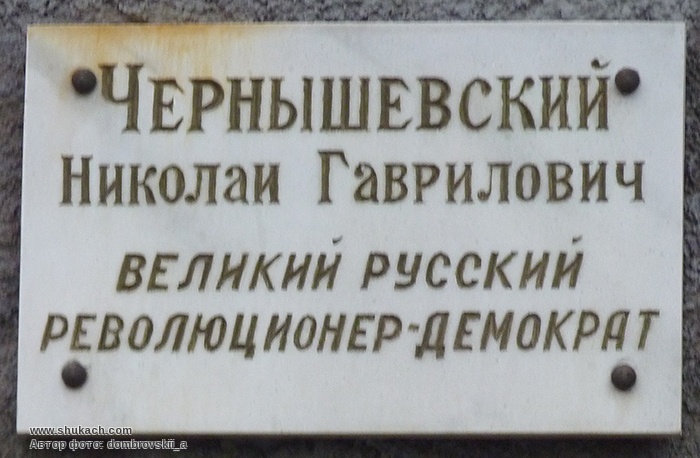 ЧЕРНЫШЕВСКИЙ
НИКОЛАИ ГАВРИЛОВИЧ
ВЕЛИКИЙ РУССКИЙ
РЕВОЛЮЦИОНЕР-ДЕМОКРАТ
www.shukach.com
Автор фото: dombrovskii_a